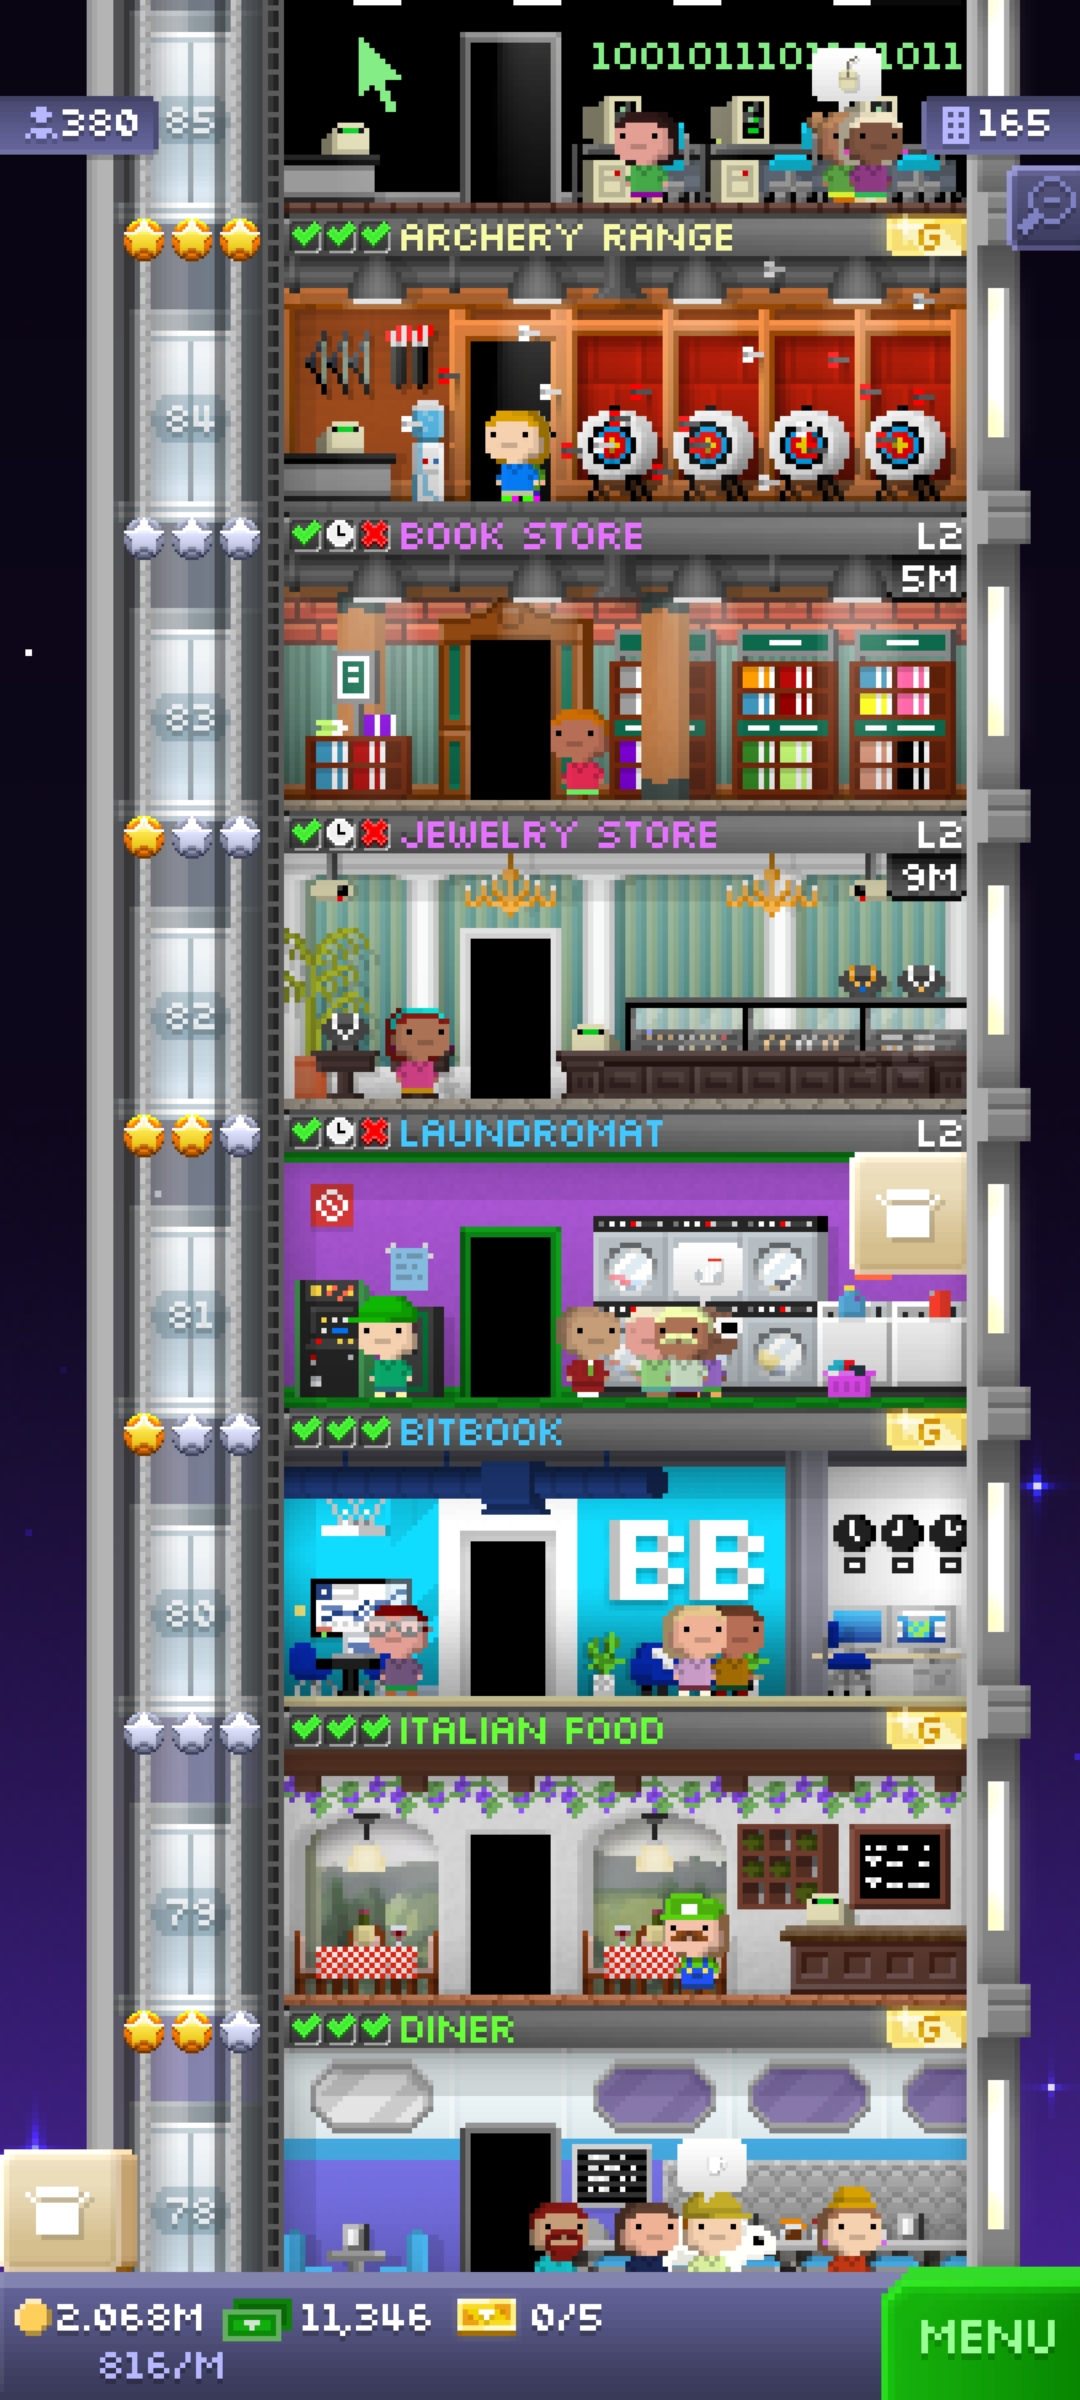 380
85
165
ARCHERY RANGE
G
84
BOOK STORE
L2
5M
83
JEWELRY STORE
L2
9M
82
LAUNDROMAT
L2
81
BITBOOK
G
BB
80
ITALIAN FOOD
G
79
DINER
G
78
2.068M
11,346
0/5
816/M
MENU